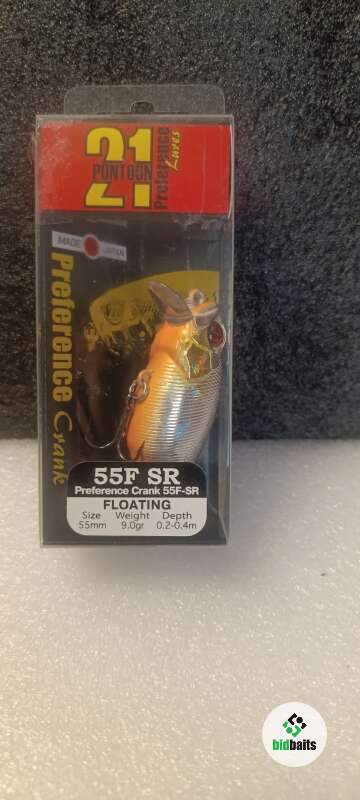 21
PONTOON
Preference
Lures
MADE JAPAN
Preference
Crank
55F SR
Preference Crank 55F-SR
FLOATING
Size Weight Depth
55mm 9.0gr 0.2-0.4m
bidbaits